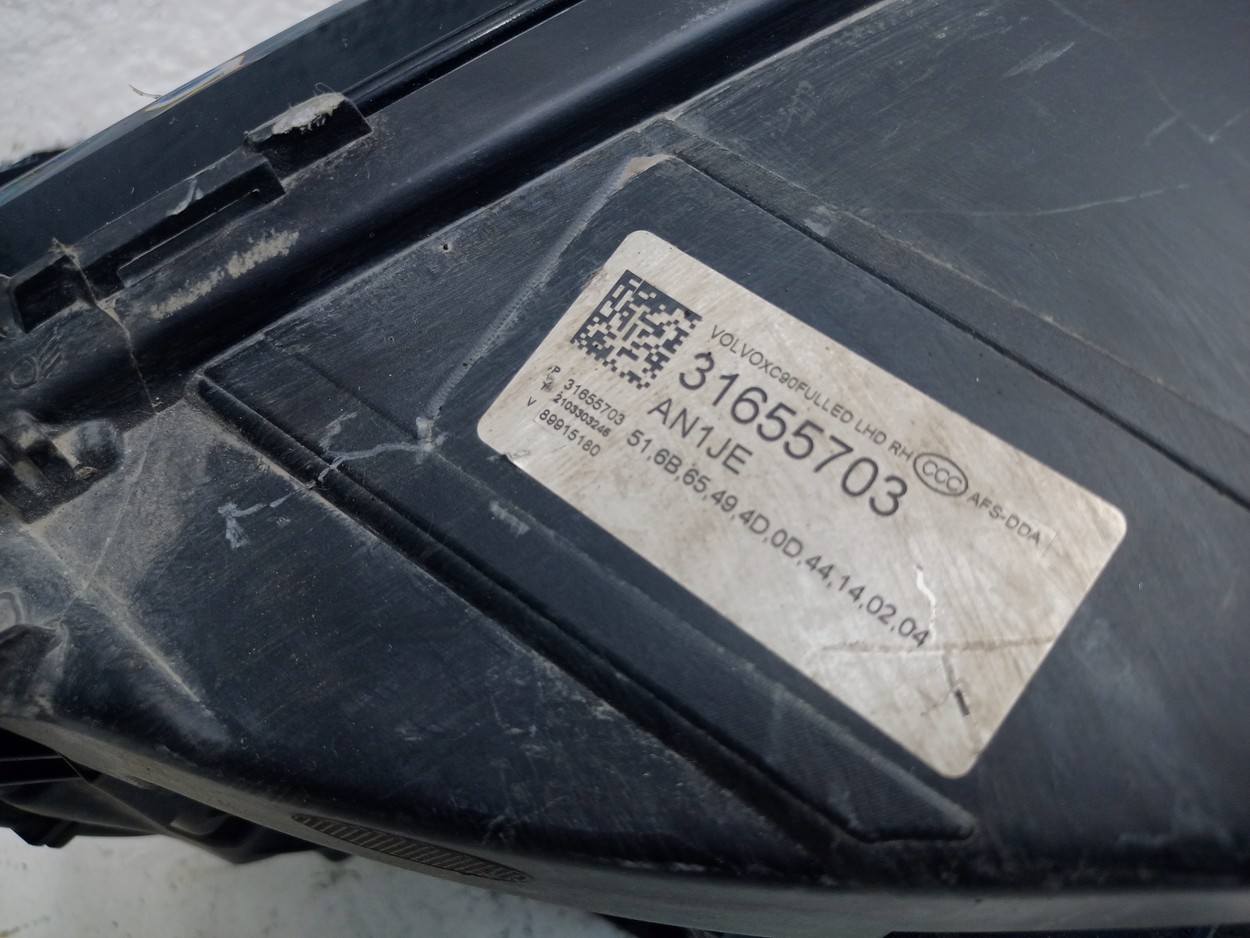 VOLVOXC90FULLED LHD RH CCC AFS-DDA
31655703
AN1JE
51,6B,65,49,4D,0D,44,14,02,04
P 31655703
2103303246
V 89915180